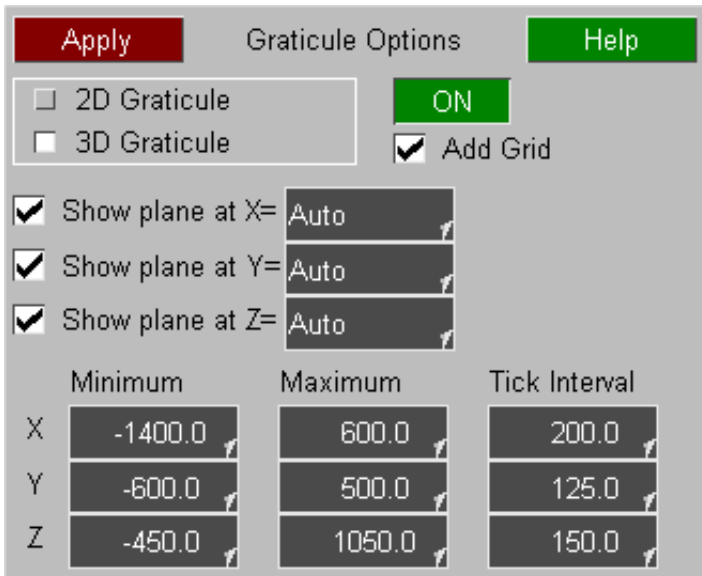 Apply Graticule Options Help
2D Graticule ON
3D Graticule Add Grid
Show plane at X= Auto
Show plane at Y= Auto
Show plane at Z= Auto
Minimum Maximum Tick Interval
X -1400.0 600.0 200.0
Y -600.0 500.0 125.0
Z -450.0 1050.0 150.0